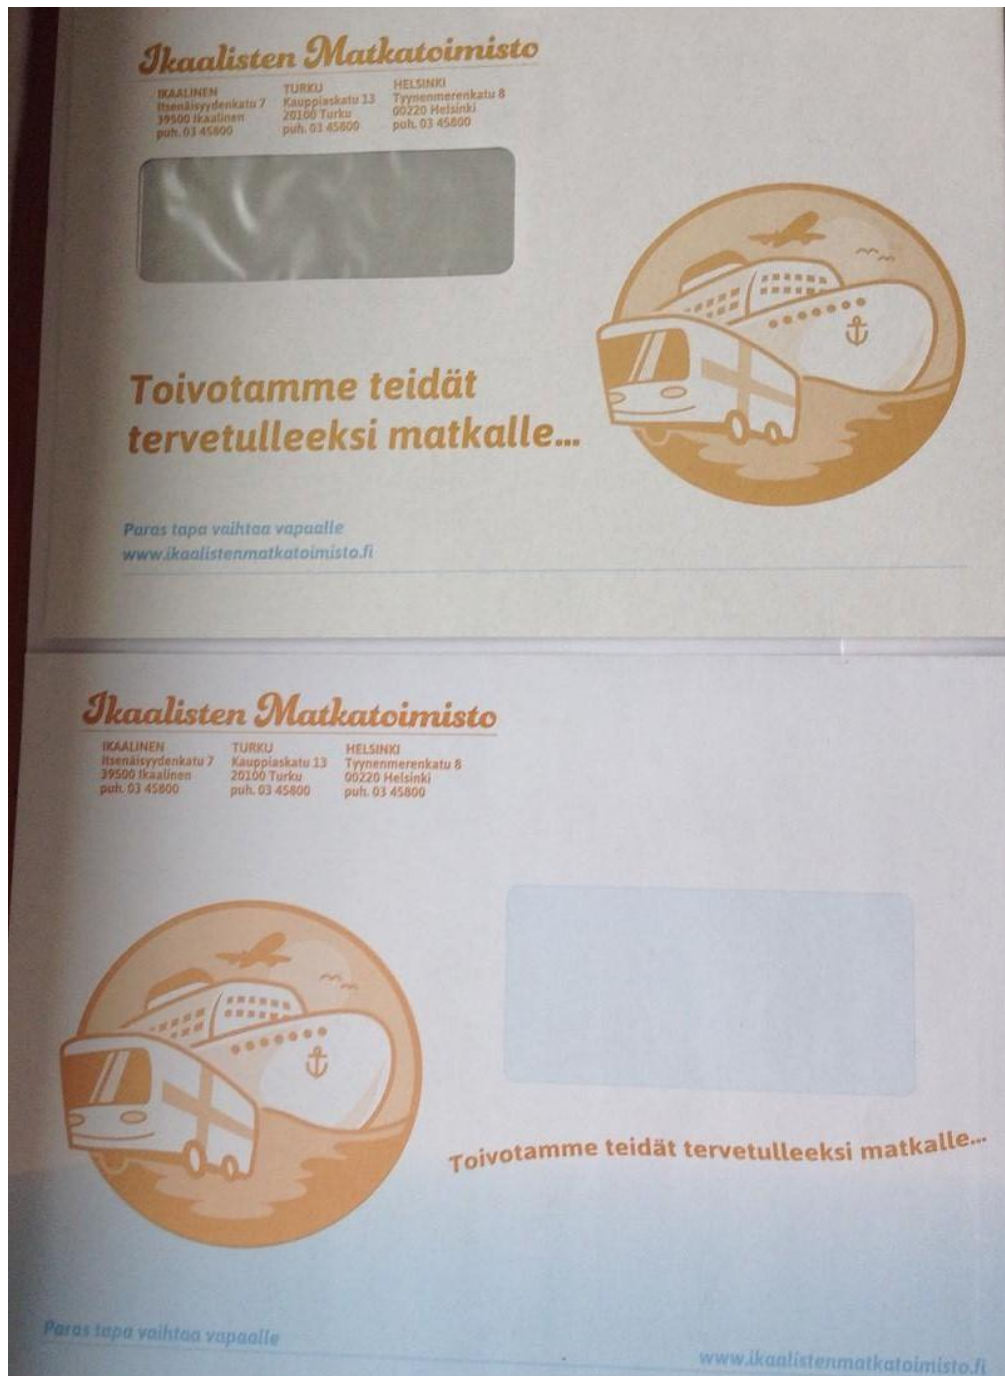 Ikaalisten Matkatoimisto
IKAALINEN
Itsenäisyydenkatu 7
39500 Ikaalinen
puh. 03 45800
TURKU
Kauppiaskatu 13
20100 Turku
puh. 03 45800
HELSINKI
Tyynenmerenkatu 8
00220 Helsinki
puh. 03 45800
Toivotamme teidät
tervetulleeksi matkalle...
Paras tapa vaihtaa vapaalle
www.ikaalistenmatkatoimisto.fi
Ikaalisten Matkatoimisto
IKAALINEN
Itsenäisyydenkatu 7
39500 Ikaalinen
puh. 03 45800
TURKU
Kauppiaskatu 13
20100 Turku
puh. 03 45800
HELSINKI
Tyynenmerenkatu 8
00220 Helsinki
puh. 03 45800
Toivotamme teidät tervetulleeksi matkalle...
Paras tapa vaihtaa vapaalle
www.ikaalistenmatkatoimisto.fi